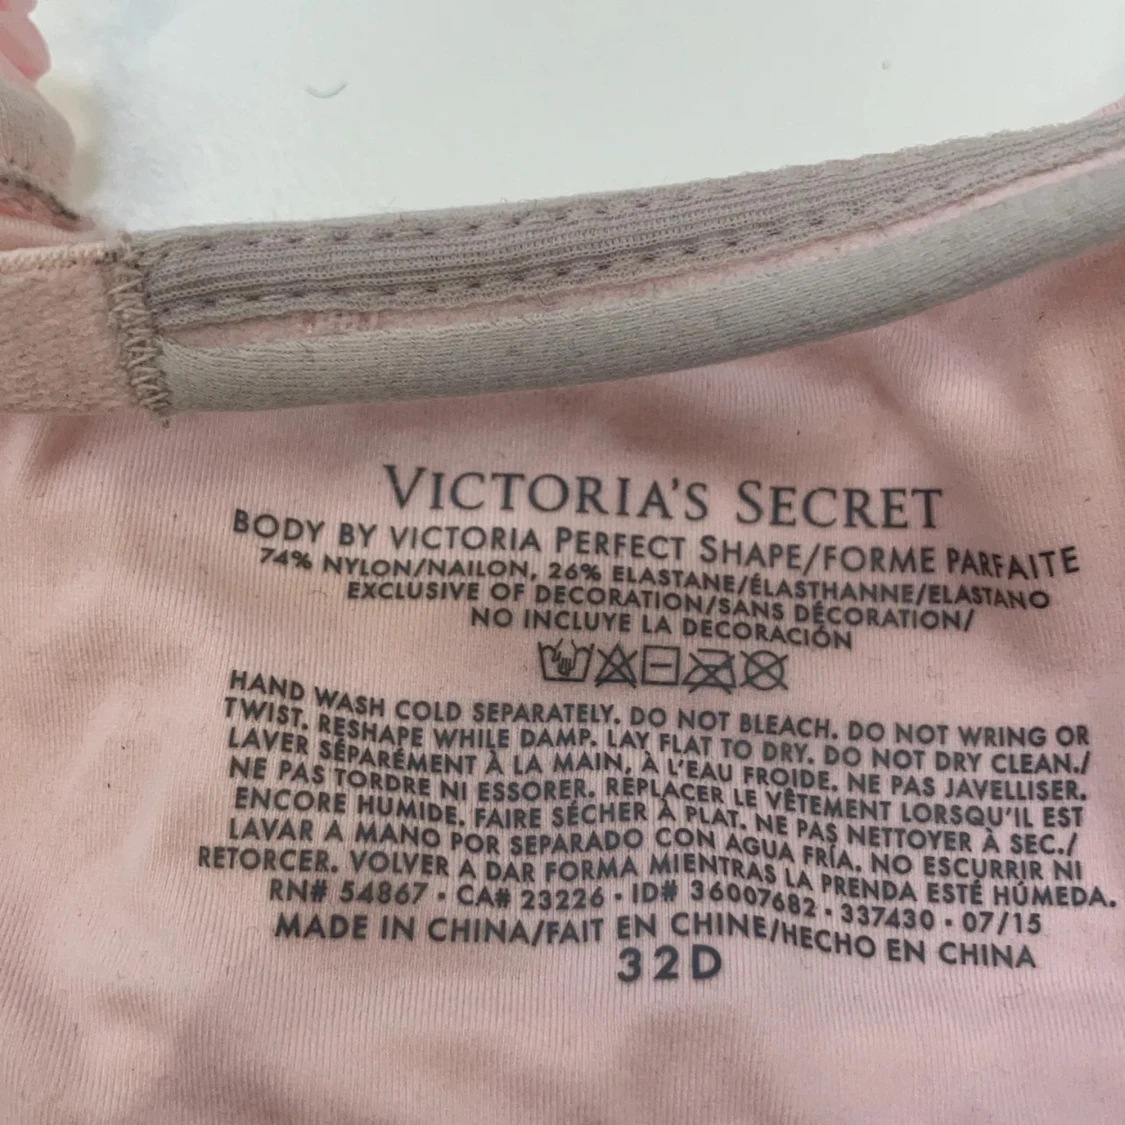 VICTORIA'S SECRET
BODY BY VICTORIA PERFECT SHAPE/FORME PARFAITE
74% NYLON/NAILON, 26% ELASTANE/ÉLASTHANNE/ELASTANO
EXCLUSIVE OF DECORATION/SANS DÉCORATION/
NO INCLUYE LA DECORACIÓN
HAND WASH COLD SEPARATELY. DO NOT BLEACH. DO NOT WRING OR
TWIST. RESHAPE WHILE DAMP. LAY FLAT TO DRY. DO NOT DRY CLEAN./
LAVER SÉPARÉMENT À LA MAIN, À L'EAU FROIDE. NE PAS JAVELLISER.
NE PAS TORDRE NI ESSORER. REPLACER LE VÊTEMENT LORSQU'IL EST
ENCORE HUMIDE. FAIRE SÉCHER À PLAT. NE PAS NETTOYER À SEC./
LAVAR A MANO POR SEPARADO CON AGUA FRÍA. NO ESCURRIR NI
RETORCER. VOLVER A DAR FORMA MIENTRAS LA PRENDA ESTÉ HÚMEDA.
RN# 54867 • CA# 23226 • ID# 36007682 • 337430 • 07/15
MADE IN CHINA/FAIT EN CHINE/HECHO EN CHINA
32D